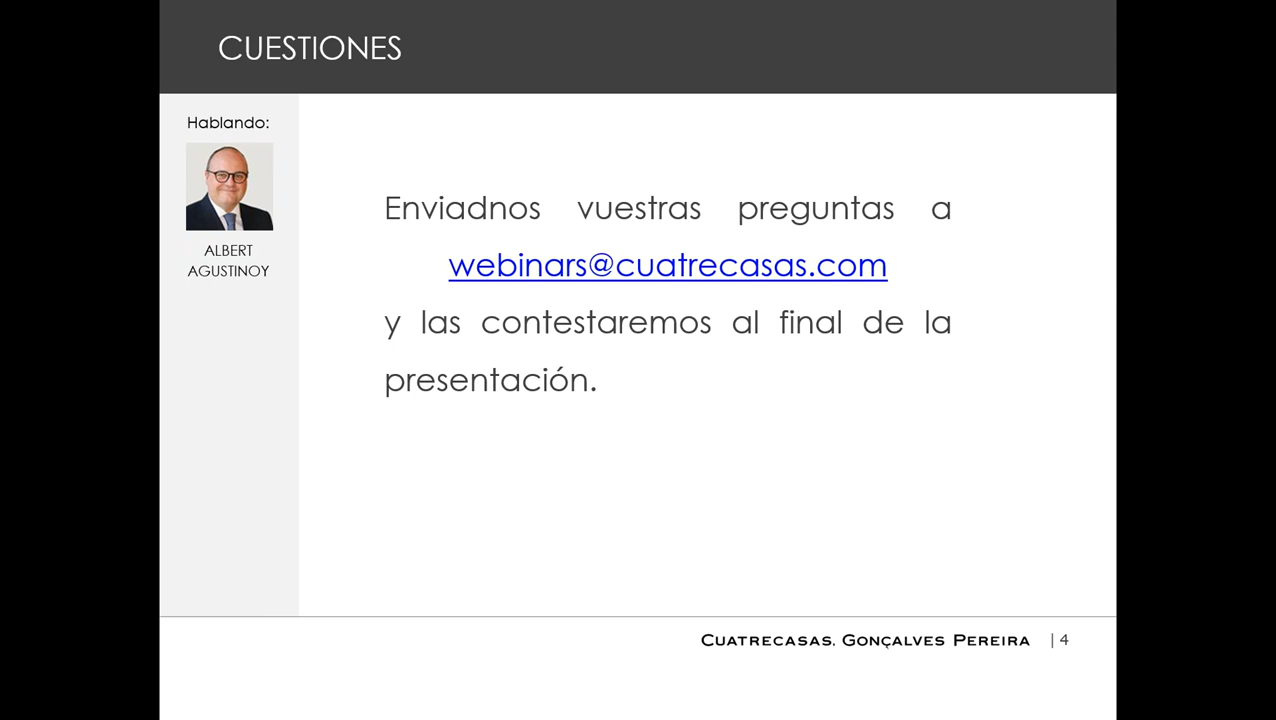 CUESTIONES
Hablando:
ALBERT
AGUSTINOY
Enviadnos vuestras preguntas a
webinars@cuatrecasas.com
y las contestaremos al final de la
presentación.
CUATRECASAS, GONÇALVES PEREIRA | 4